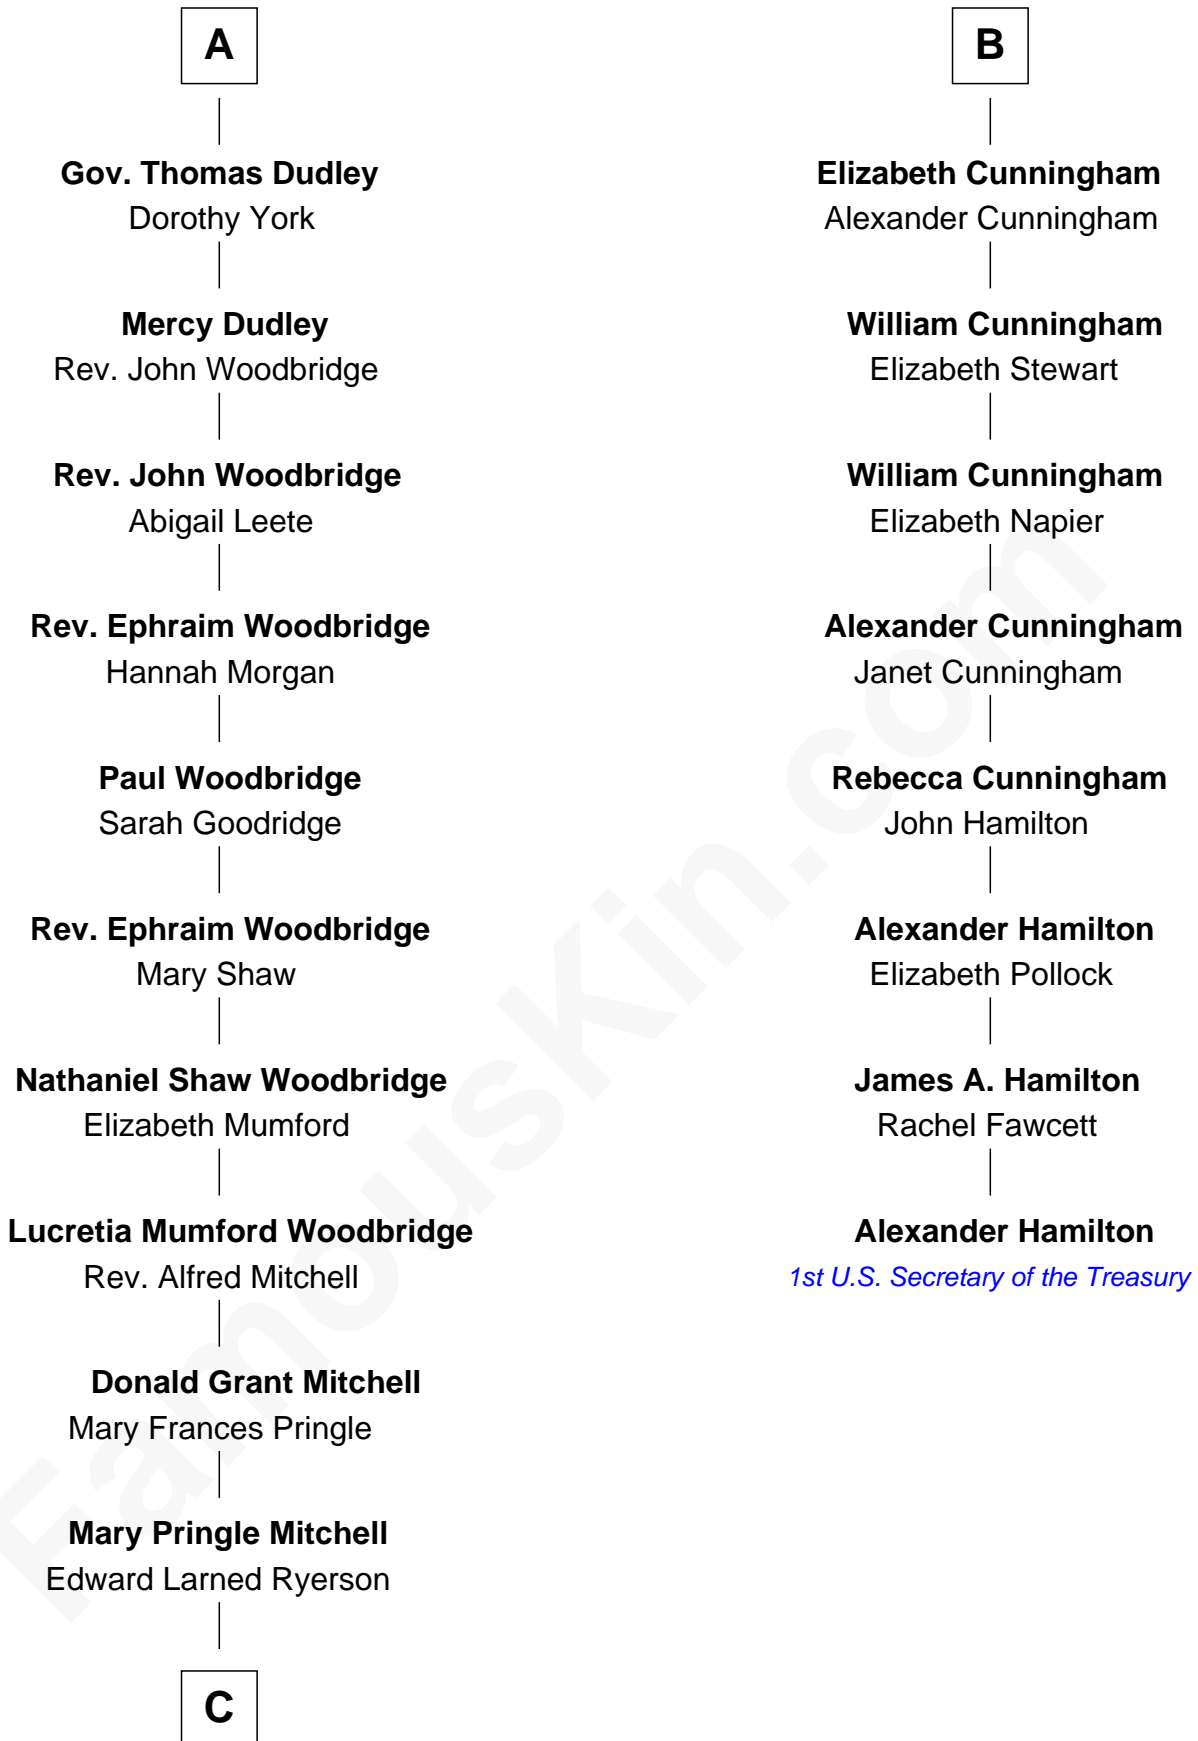 A
Gov. Thomas Dudley
Dorothy York
Mercy Dudley
Rev. John Woodbridge
Rev. John Woodbridge
Abigail Leete
Rev. Ephraim Woodbridge
Hannah Morgan
Paul Woodbridge
Sarah Goodridge
Rev. Ephraim Woodbridge
Mary Shaw
Nathaniel Shaw Woodbridge
Elizabeth Mumford
Lucretia Mumford Woodbridge
Rev. Alfred Mitchell
Donald Grant Mitchell
Mary Frances Pringle
Mary Pringle Mitchell
Edward Larned Ryerson
C
B
Elizabeth Cunningham
Alexander Cunningham
William Cunningham
Elizabeth Stewart
William Cunningham
Elizabeth Napier
Alexander Cunningham
Janet Cunningham
Rebecca Cunningham
John Hamilton
Alexander Hamilton
Elizabeth Pollock
James A. Hamilton
Rachel Fawcett
Alexander Hamilton
1st U.S. Secretary of the Treasury
FamousKin.com